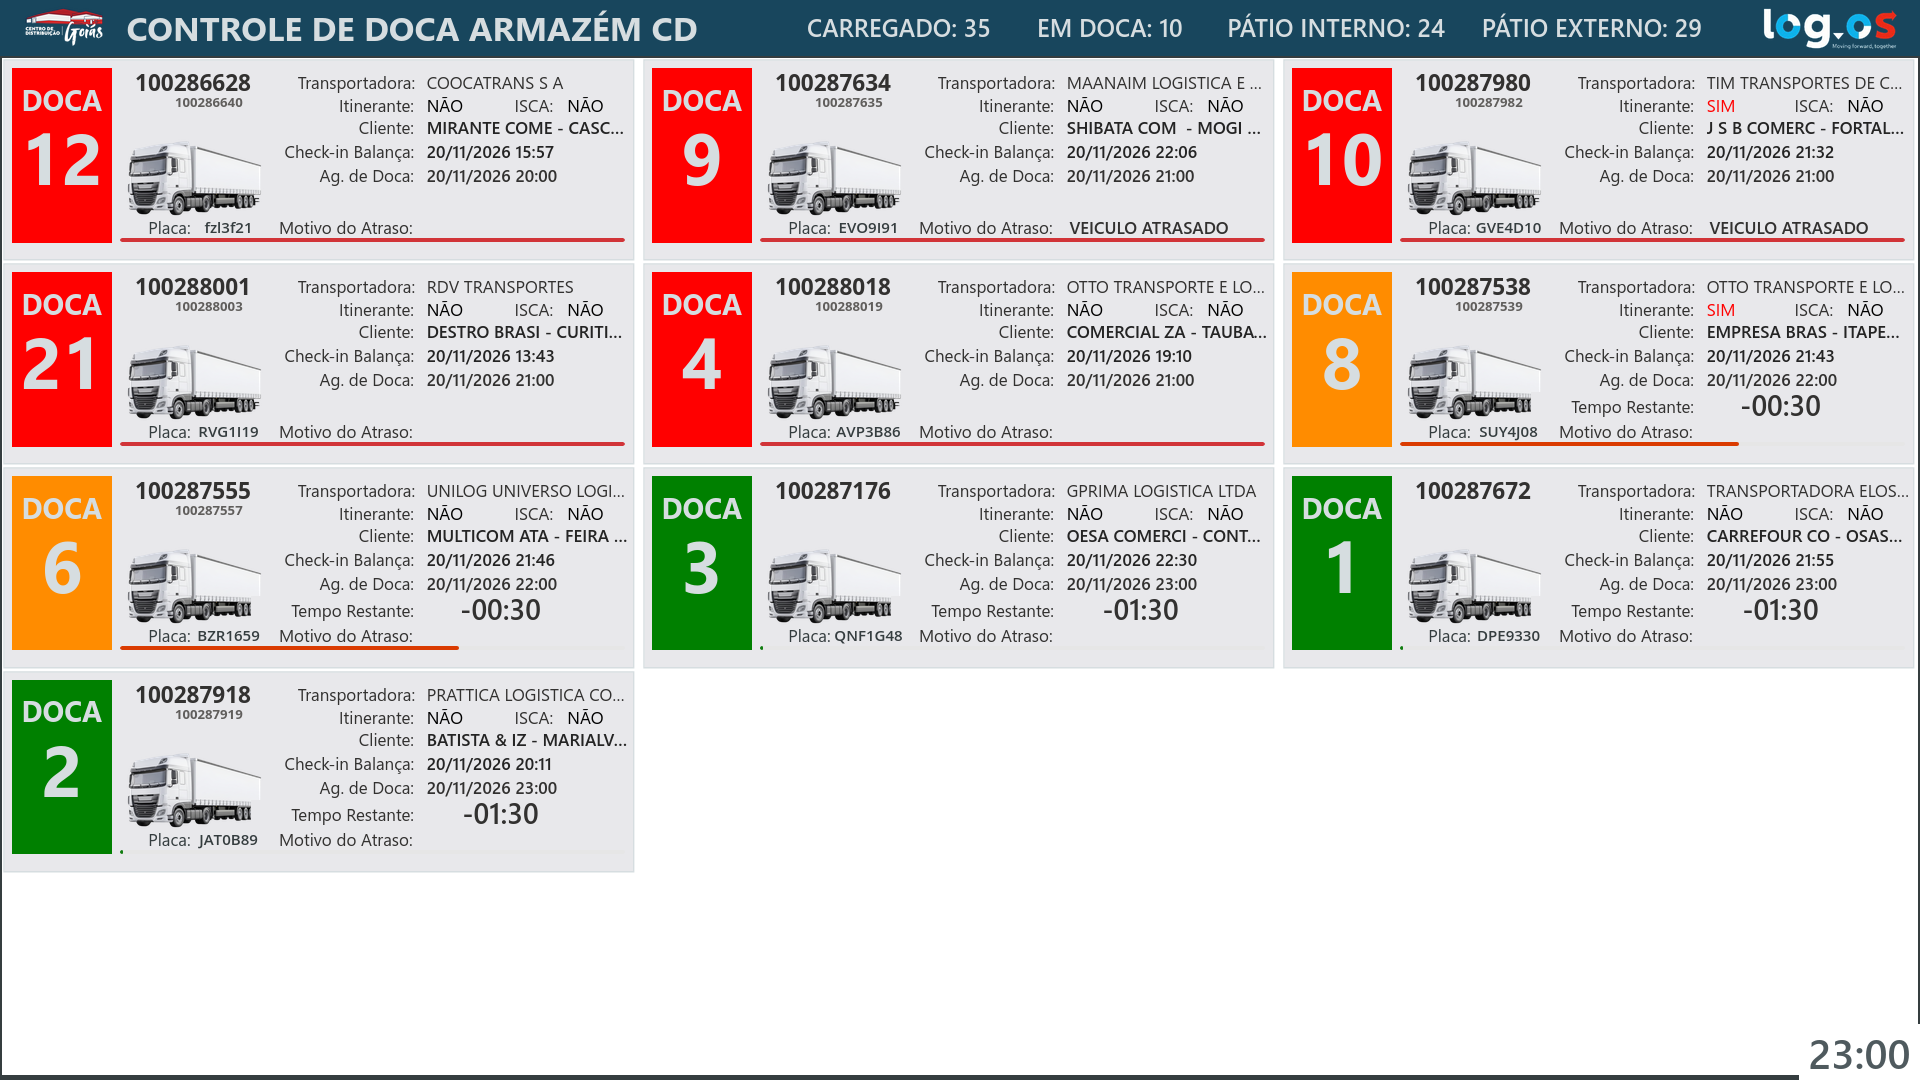 CENTRO DE DISTRIBUIÇÃO Goiás
CONTROLE DE DOCA ARMAZÉM CD
CARREGADO: 35 EM DOCA: 10 PÁTIO INTERNO: 24 PÁTIO EXTERNO: 29
log.os
Moving forward, together
DOCA
12
100286628
100286640
Transportadora: COOCATRANS S A
Itinerante: NÃO ISCA: NÃO
Cliente: MIRANTE COME - CASC...
Check-in Balança: 20/11/2026 15:57
Ag. de Doca: 20/11/2026 20:00
Placa: fzl3f21 Motivo do Atraso:
DOCA
9
100287634
100287635
Transportadora: MAANAIM LOGISTICA E ...
Itinerante: NÃO ISCA: NÃO
Cliente: SHIBATA COM - MOGI ...
Check-in Balança: 20/11/2026 22:06
Ag. de Doca: 20/11/2026 21:00
Placa: EVO9I91 Motivo do Atraso: VEICULO ATRASADO
DOCA
10
100287980
100287982
Transportadora: TIM TRANSPORTES DE C...
Itinerante: SIM ISCA: NÃO
Cliente: J S B COMERC - FORTAL...
Check-in Balança: 20/11/2026 21:32
Ag. de Doca: 20/11/2026 21:00
Placa: GVE4D10 Motivo do Atraso: VEICULO ATRASADO
DOCA
21
100288001
100288003
Transportadora: RDV TRANSPORTES
Itinerante: NÃO ISCA: NÃO
Cliente: DESTRO BRASI - CURITI...
Check-in Balança: 20/11/2026 13:43
Ag. de Doca: 20/11/2026 21:00
Placa: RVG1I19 Motivo do Atraso:
DOCA
4
100288018
100288019
Transportadora: OTTO TRANSPORTE E LO...
Itinerante: NÃO ISCA: NÃO
Cliente: COMERCIAL ZA - TAUBA...
Check-in Balança: 20/11/2026 19:10
Ag. de Doca: 20/11/2026 21:00
Placa: AVP3B86 Motivo do Atraso:
DOCA
8
100287538
100287539
Transportadora: OTTO TRANSPORTE E LO...
Itinerante: SIM ISCA: NÃO
Cliente: EMPRESA BRAS - ITAPE...
Check-in Balança: 20/11/2026 21:43
Ag. de Doca: 20/11/2026 22:00
Tempo Restante: -00:30
Placa: SUY4J08 Motivo do Atraso:
DOCA
6
100287555
100287557
Transportadora: UNILOG UNIVERSO LOGI...
Itinerante: NÃO ISCA: NÃO
Cliente: MULTICOM ATA - FEIRA ...
Check-in Balança: 20/11/2026 21:46
Ag. de Doca: 20/11/2026 22:00
Tempo Restante: -00:30
Placa: BZR1659 Motivo do Atraso:
DOCA
3
100287176
Transportadora: GPRIMA LOGISTICA LTDA
Itinerante: NÃO ISCA: NÃO
Cliente: OESA COMERCI - CONT...
Check-in Balança: 20/11/2026 22:30
Ag. de Doca: 20/11/2026 23:00
Tempo Restante: -01:30
Placa: QNF1G48 Motivo do Atraso:
DOCA
1
100287672
Transportadora: TRANSPORTADORA ELOS...
Itinerante: NÃO ISCA: NÃO
Cliente: CARREFOUR CO - OSAS...
Check-in Balança: 20/11/2026 21:55
Ag. de Doca: 20/11/2026 23:00
Tempo Restante: -01:30
Placa: DPE9330 Motivo do Atraso:
DOCA
2
100287918
100287919
Transportadora: PRATTICA LOGISTICA CO...
Itinerante: NÃO ISCA: NÃO
Cliente: BATISTA & IZ - MARIALV...
Check-in Balança: 20/11/2026 20:11
Ag. de Doca: 20/11/2026 23:00
Tempo Restante: -01:30
Placa: JAT0B89 Motivo do Atraso:
23:00